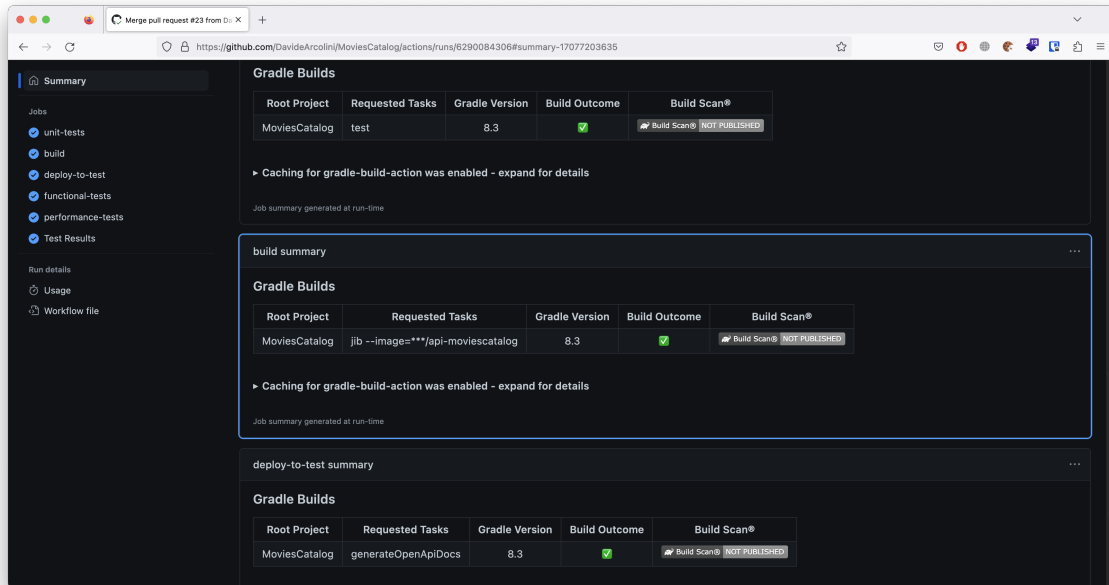 Merge pull request #23 from Da
https://github.com/DavideArcolini/MoviesCatalog/actions/runs/6290084306#summary-17077203635
Summary
Jobs
unit-tests
build
deploy-to-test
functional-tests
performance-tests
Test Results
Run details
Usage
Workflow file
Gradle Builds
Root Project Requested Tasks Gradle Version Build Outcome Build Scan®
MoviesCatalog test 8.3 ✅ Build Scan® NOT PUBLISHED
▸ Caching for gradle-build-action was enabled - expand for details
Job summary generated at run-time
build summary
Gradle Builds
Root Project Requested Tasks Gradle Version Build Outcome Build Scan®
MoviesCatalog jib --image=***/api-moviescatalog 8.3 ✅ Build Scan® NOT PUBLISHED
▸ Caching for gradle-build-action was enabled - expand for details
Job summary generated at run-time
deploy-to-test summary
Gradle Builds
Root Project Requested Tasks Gradle Version Build Outcome Build Scan®
MoviesCatalog generateOpenApiDocs 8.3 ✅ Build Scan® NOT PUBLISHED